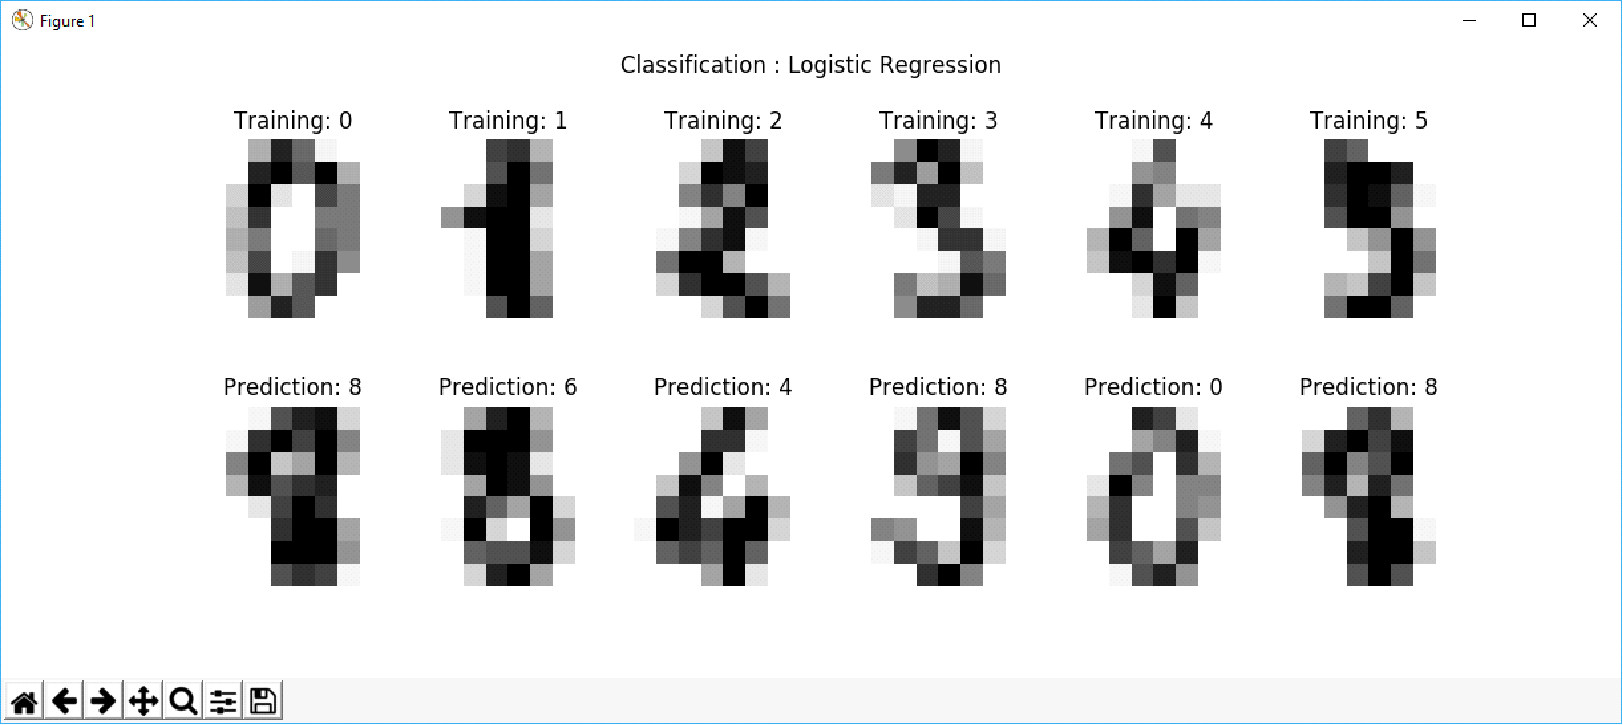 Figure 1
Classification : Logistic Regression
Training: 0 Training: 1 Training: 2 Training: 3 Training: 4 Training: 5
Prediction: 8 Prediction: 6 Prediction: 4 Prediction: 8 Prediction: 0 Prediction: 8